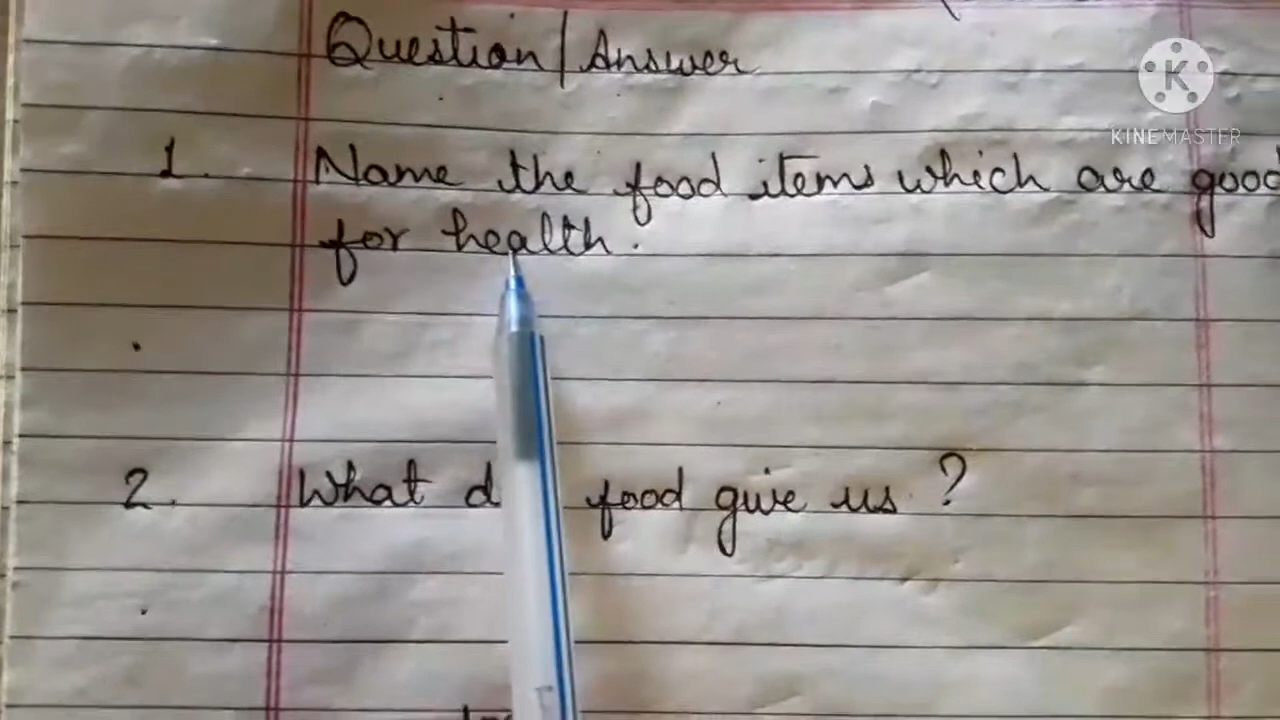 Question/Answer
K
KINEMASTER
1. Name the food items which are good
for health.
2. What d food give us ?